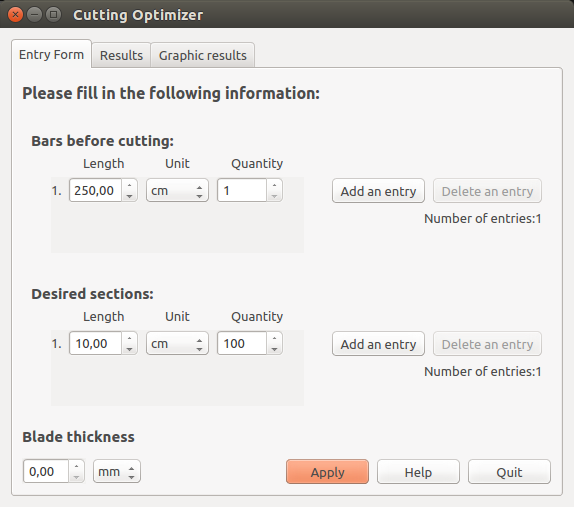 Cutting Optimizer
Entry Form Results Graphic results
Please fill in the following information:
Bars before cutting:
Length Unit Quantity
1. 250,00 cm 1 Add an entry Delete an entry
Number of entries:1
Desired sections:
Length Unit Quantity
1. 10,00 cm 100 Add an entry Delete an entry
Number of entries:1
Blade thickness
0,00 mm Apply Help Quit